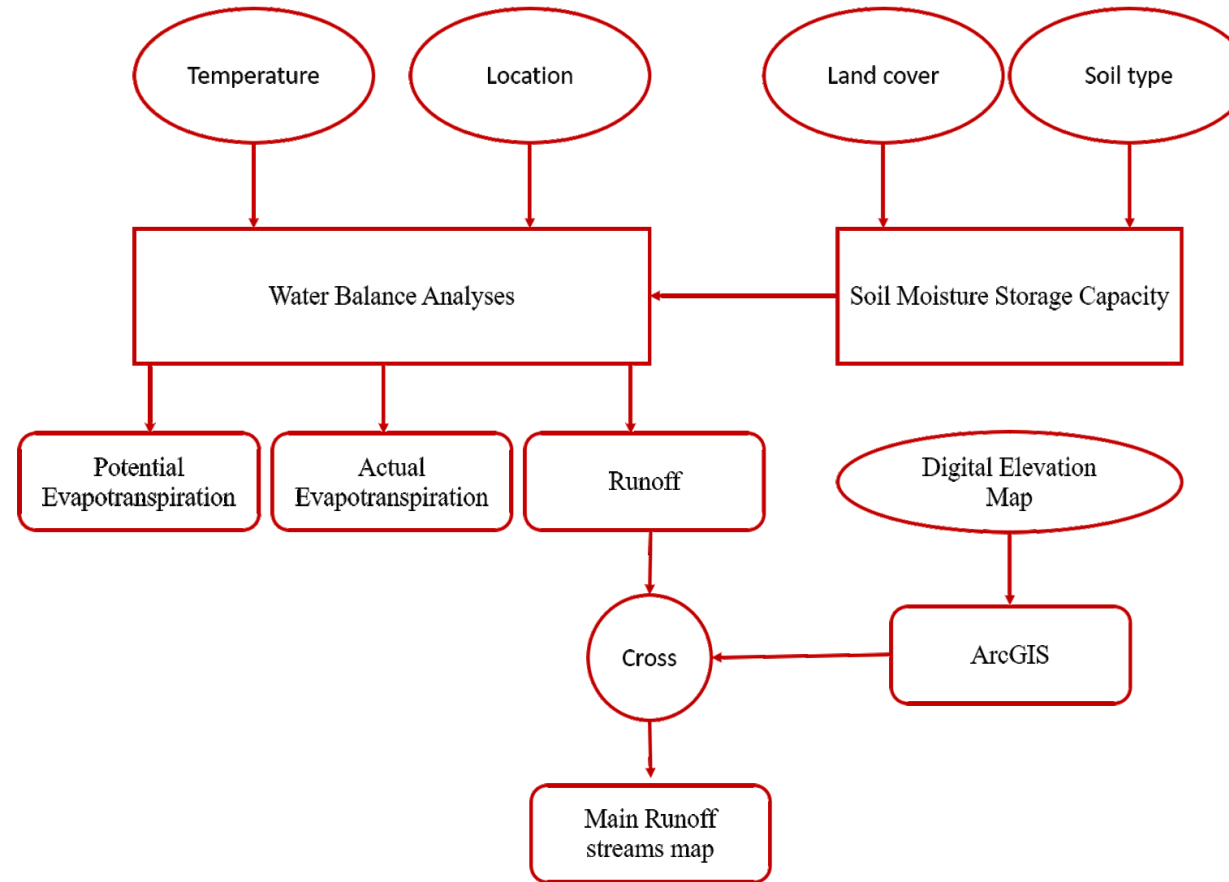 Temperature
Location
Land cover
Soil type
Water Balance Analyses
Soil Moisture Storage Capacity
Potential
Evapotranspiration
Actual
Evapotranspiration
Runoff
Digital Elevation
Map
Cross
ArcGIS
Main Runoff
streams map